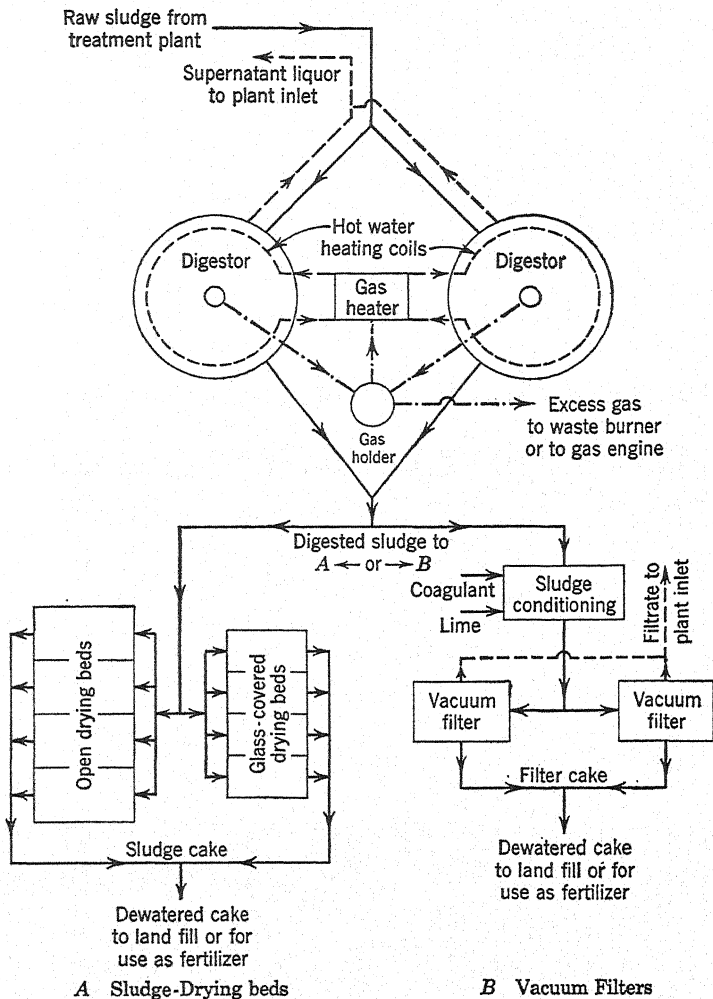 Raw sludge from
treatment plant
Supernatant liquor
to plant inlet
Hot water
heating coils
Digestor
Digestor
Gas
heater
Gas
holder
Excess gas
to waste burner
or to gas engine
Digested sludge to
A ← or → B
Coagulant
Lime
Sludge
conditioning
Filtrate to
plant inlet
Open drying beds
Glass-covered
drying beds
Vacuum
filter
Vacuum
filter
Filter cake
Sludge cake
Dewatered cake
to land fill or for
use as fertilizer
Dewatered cake
to land fill or for
use as fertilizer
A Sludge-Drying beds
B Vacuum Filters